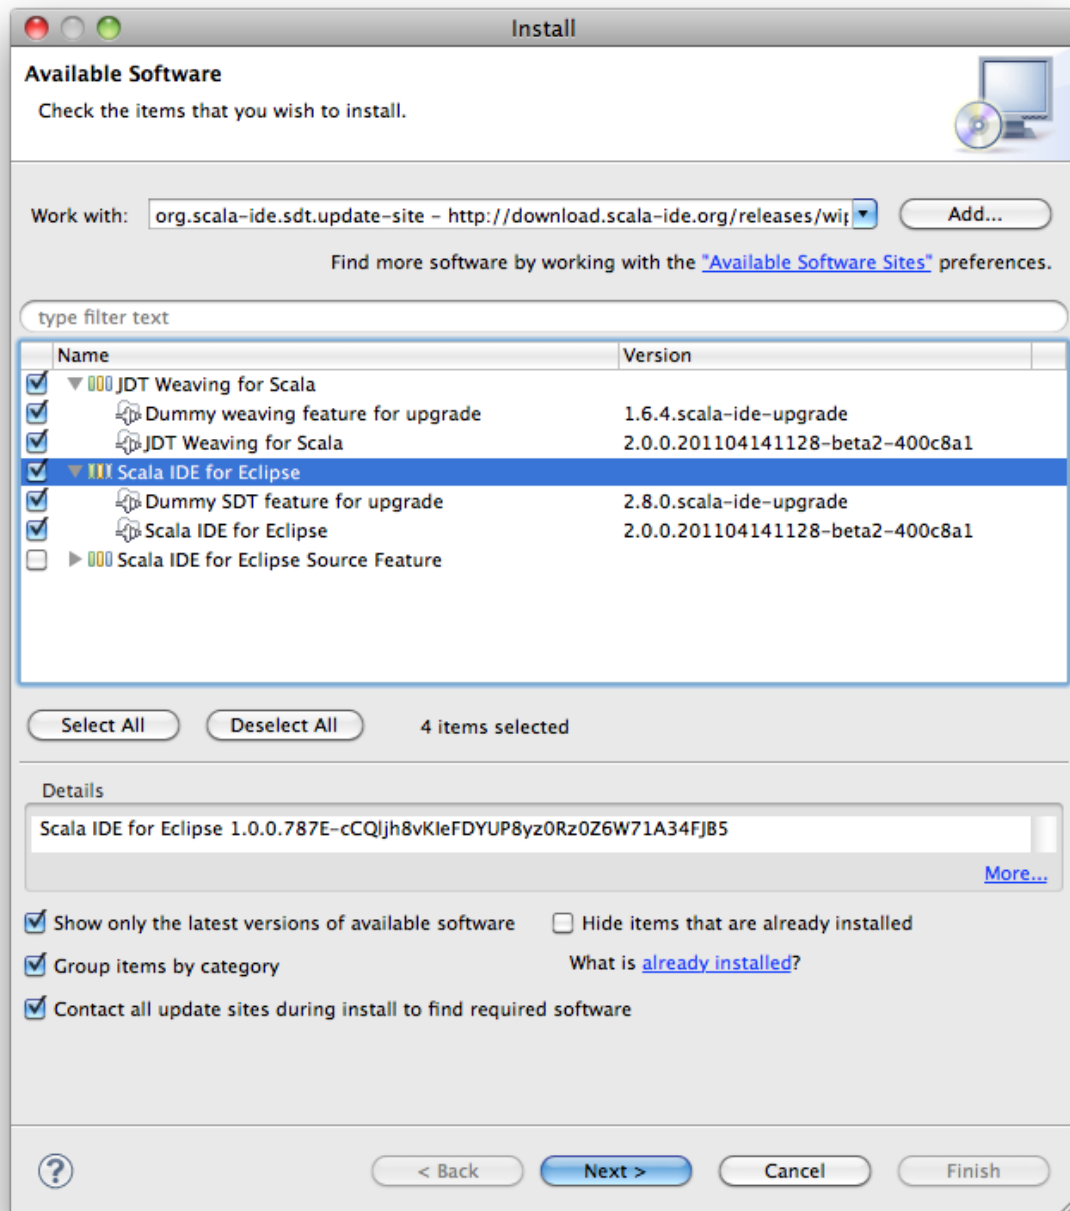 Install
Available Software
Check the items that you wish to install.
Work with: org.scala-ide.sdt.update-site - http://download.scala-ide.org/releases/wip Add...
Find more software by working with the "Available Software Sites" preferences.
type filter text
Name Version
JDT Weaving for Scala
Dummy weaving feature for upgrade 1.6.4.scala-ide-upgrade
JDT Weaving for Scala 2.0.0.201104141128-beta2-400c8a1
Scala IDE for Eclipse
Dummy SDT feature for upgrade 2.8.0.scala-ide-upgrade
Scala IDE for Eclipse 2.0.0.201104141128-beta2-400c8a1
Scala IDE for Eclipse Source Feature
Select All Deselect All 4 items selected
Details
Scala IDE for Eclipse 1.0.0.787E-cCQljh8vKIeFDYUP8yz0Rz0Z6W71A34FJB5
More...
Show only the latest versions of available software Hide items that are already installed
Group items by category What is already installed?
Contact all update sites during install to find required software
? < Back Next > Cancel Finish